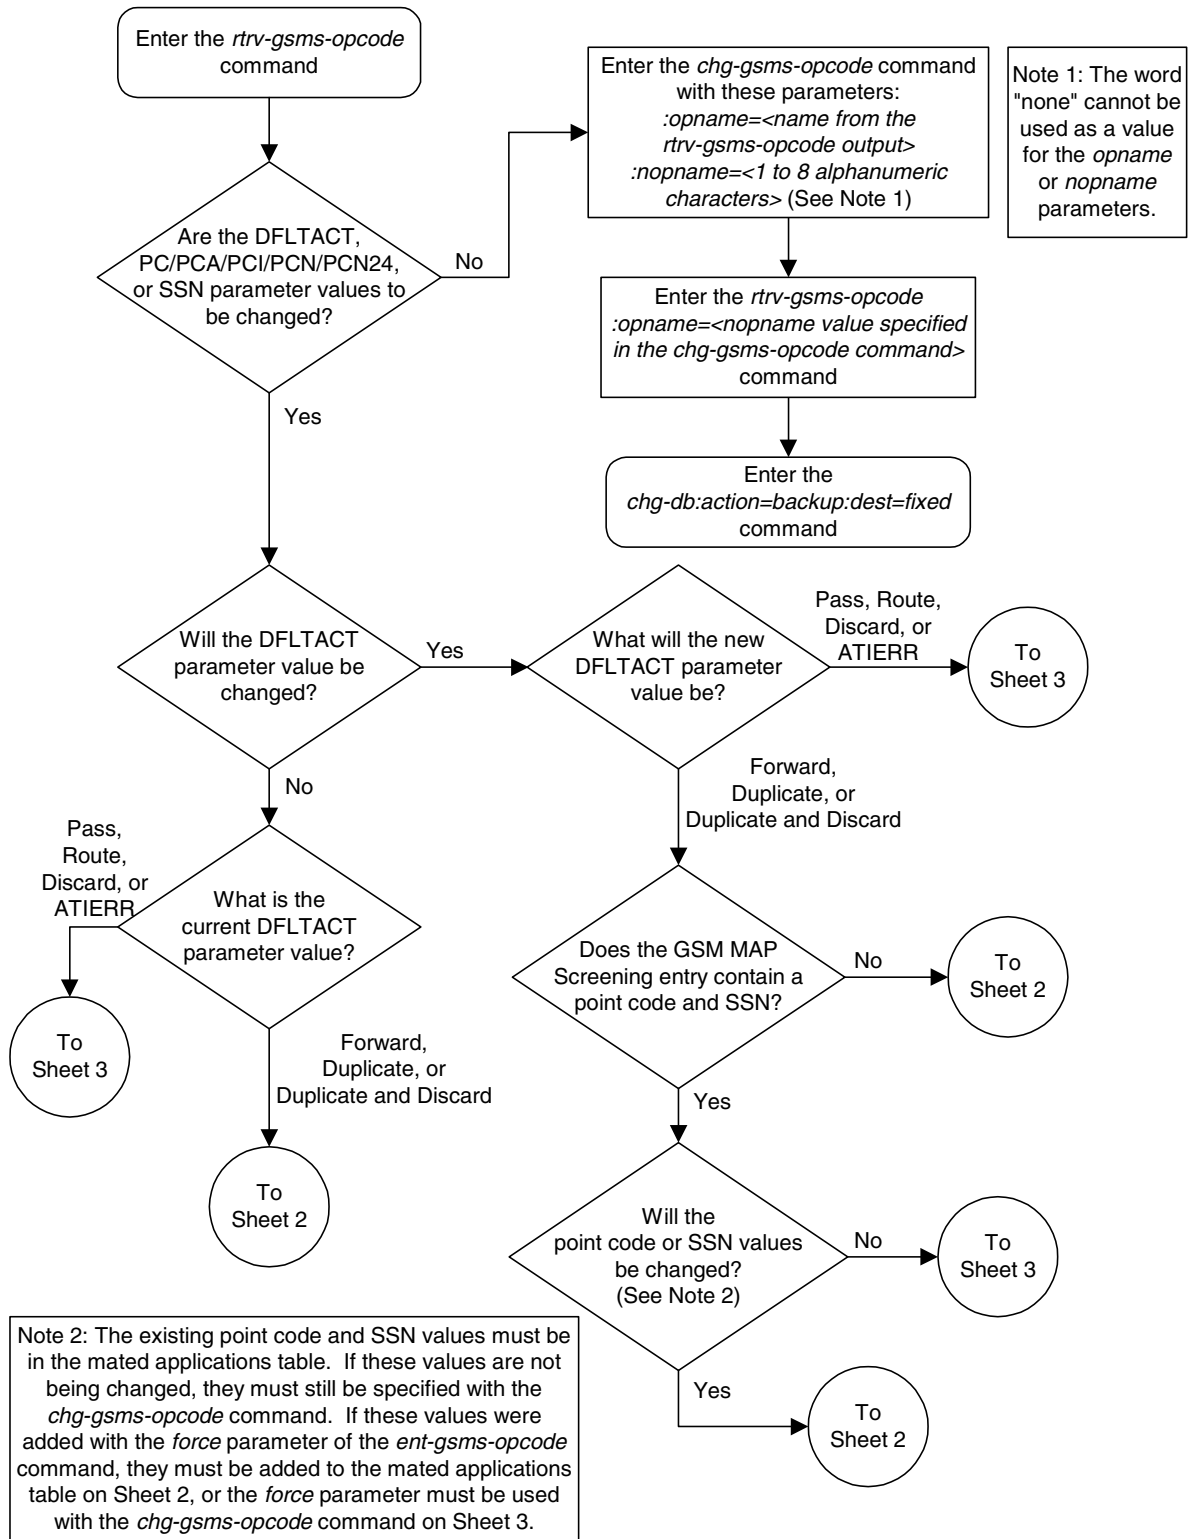 Enter the rtrv-gsms-opcode
command
Enter the chg-gsms-opcode command
with these parameters:
:opname=<name from the
rtrv-gsms-opcode output>
:nopname=<1 to 8 alphanumeric
characters> (See Note 1)
Note 1: The word
"none" cannot be
used as a value
for the opname
or nopname
parameters.
Are the DFLTACT,
PC/PCA/PCI/PCN/PCN24,
or SSN parameter values to
be changed?
No
Yes
Enter the rtrv-gsms-opcode
:opname=<nopname value specified
in the chg-gsms-opcode command>
command
Enter the
chg-db:action=backup:dest=fixed
command
Will the DFLTACT
parameter value be
changed?
Yes
No
What will the new
DFLTACT parameter
value be?
Pass, Route,
Discard, or
ATIERR
To
Sheet 3
Forward,
Duplicate, or
Duplicate and Discard
Pass,
Route,
Discard, or
ATIERR
What is the
current DFLTACT
parameter value?
To
Sheet 3
Forward,
Duplicate, or
Duplicate and Discard
To
Sheet 2
Does the GSM MAP
Screening entry contain a
point code and SSN?
No
To
Sheet 2
Yes
Will the
point code or SSN values
be changed?
(See Note 2)
No
To
Sheet 3
Yes
To
Sheet 2
Note 2: The existing point code and SSN values must be
in the mated applications table. If these values are not
being changed, they must still be specified with the
chg-gsms-opcode command. If these values were
added with the force parameter of the ent-gsms-opcode
command, they must be added to the mated applications
table on Sheet 2, or the force parameter must be used
with the chg-gsms-opcode command on Sheet 3.